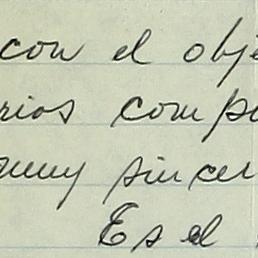 con el obje
rios comp
muy sincer
Es el